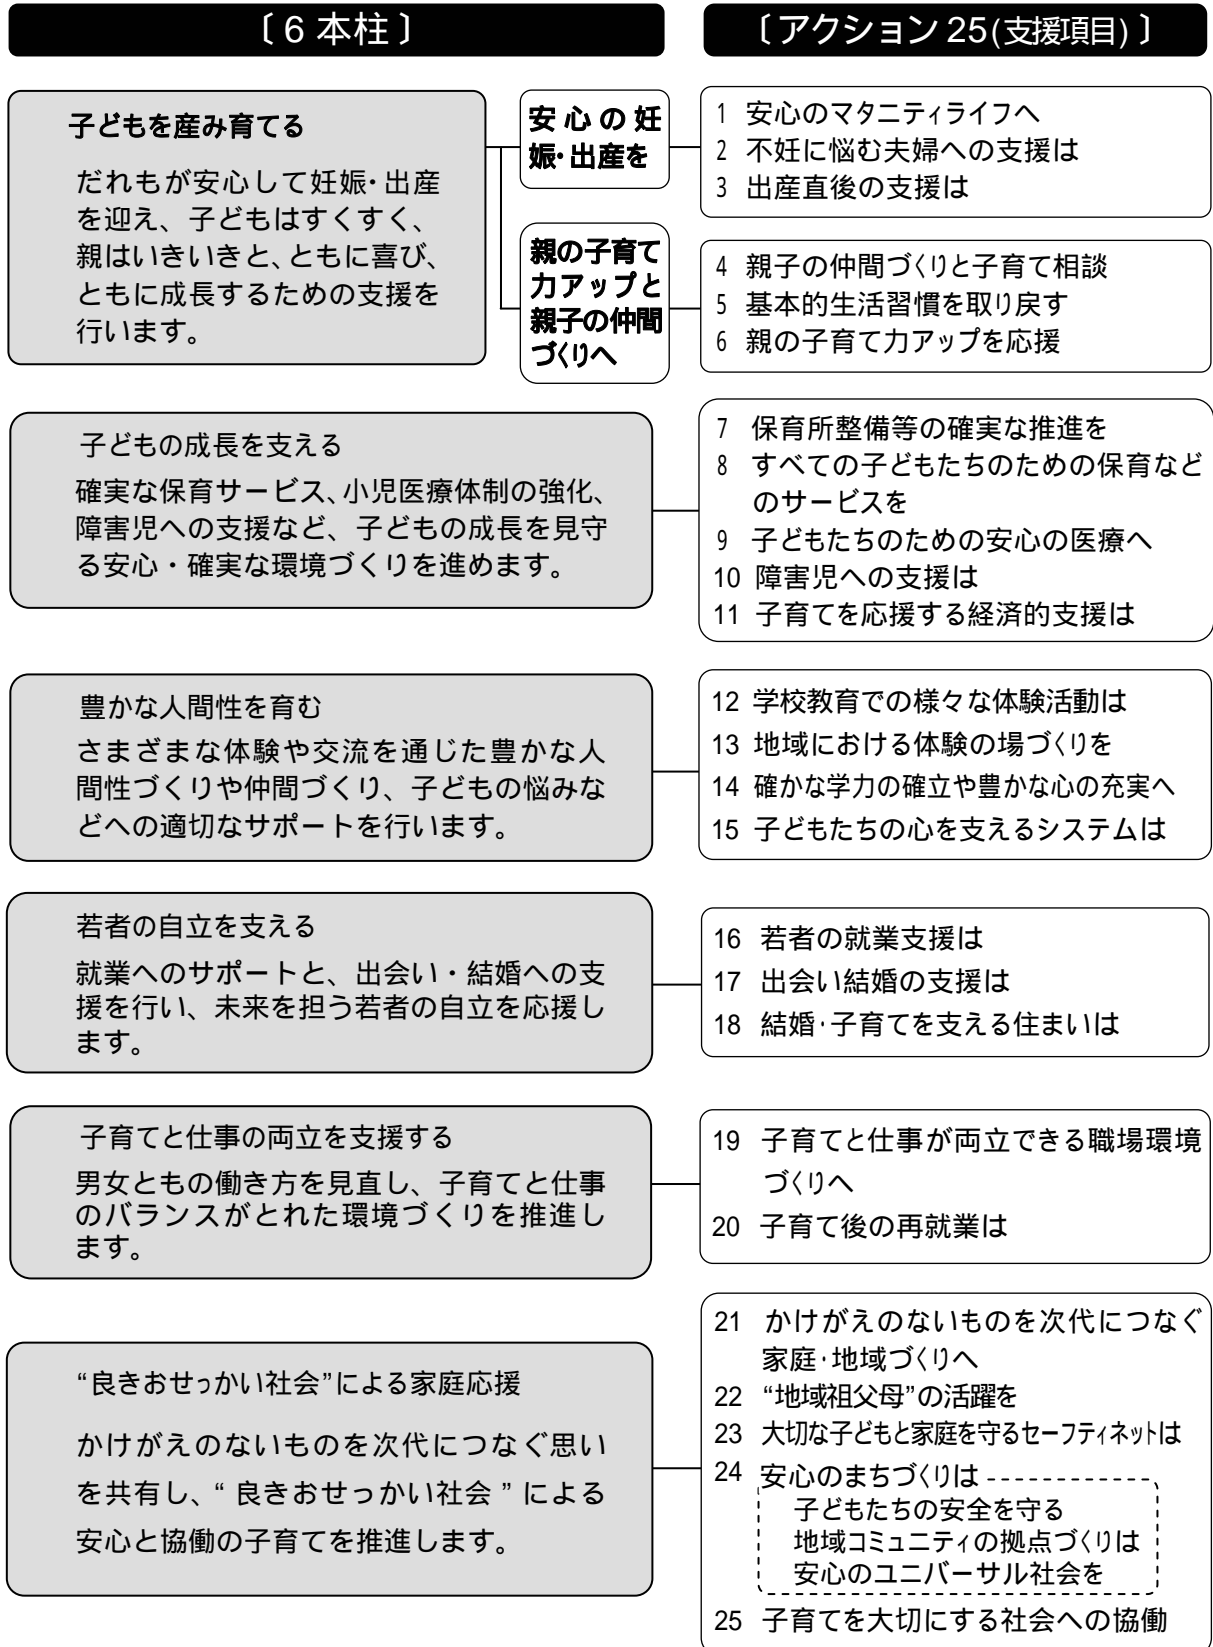 〔６本柱〕
〔アクション25(支援項目)〕
子どもを産み育てる
だれもが安心して妊娠・出産
を迎え、子どもはすくすく、
親はいきいきと、ともに喜び、
ともに成長するための支援を
行います。
安心の妊
娠・出産を
1 安心のマタニティライフへ
2 不妊に悩む夫婦への支援は
3 出産直後の支援は
親の子育て
力アップと
親子の仲間
づくりへ
4 親子の仲間づくりと子育て相談
5 基本的生活習慣を取り戻す
6 親の子育て力アップを応援
子どもの成長を支える
確実な保育サービス、小児医療体制の強化、
障害児への支援など、子どもの成長を見守
る安心・確実な環境づくりを進めます。
7 保育所整備等の確実な推進を
8 すべての子どもたちのための保育など
のサービスを
9 子どもたちのための安心の医療へ
10 障害児への支援は
11 子育てを応援する経済的支援は
豊かな人間性を育む
さまざまな体験や交流を通じた豊かな人
間性づくりや仲間づくり、子どもの悩みな
どへの適切なサポートを行います。
12 学校教育での様々な体験活動は
13 地域における体験の場づくりを
14 確かな学力の確立や豊かな心の充実へ
15 子どもたちの心を支えるシステムは
若者の自立を支える
就業へのサポートと、出会い・結婚への支
援を行い、未来を担う若者の自立を応援し
ます。
16 若者の就業支援は
17 出会い結婚の支援は
18 結婚・子育てを支える住まいは
子育てと仕事の両立を支援する
男女ともの働き方を見直し、子育てと仕事
のバランスがとれた環境づくりを推進し
ます。
19 子育てと仕事が両立できる職場環境
づくりへ
20 子育て後の再就業は
“良きおせっかい社会”による家庭応援
かけがえのないものを次代につなぐ思い
を共有し、“良きおせっかい社会”による
安心と協働の子育てを推進します。
21 かけがえのないものを次代につなぐ
家庭・地域づくりへ
22 “地域祖父母”の活躍を
23 大切な子どもと家庭を守るセーフティネットは
24 安心のまちづくりは
子どもたちの安全を守る
地域コミュニティの拠点づくりは
安心のユニバーサル社会を
25 子育てを大切にする社会への協働